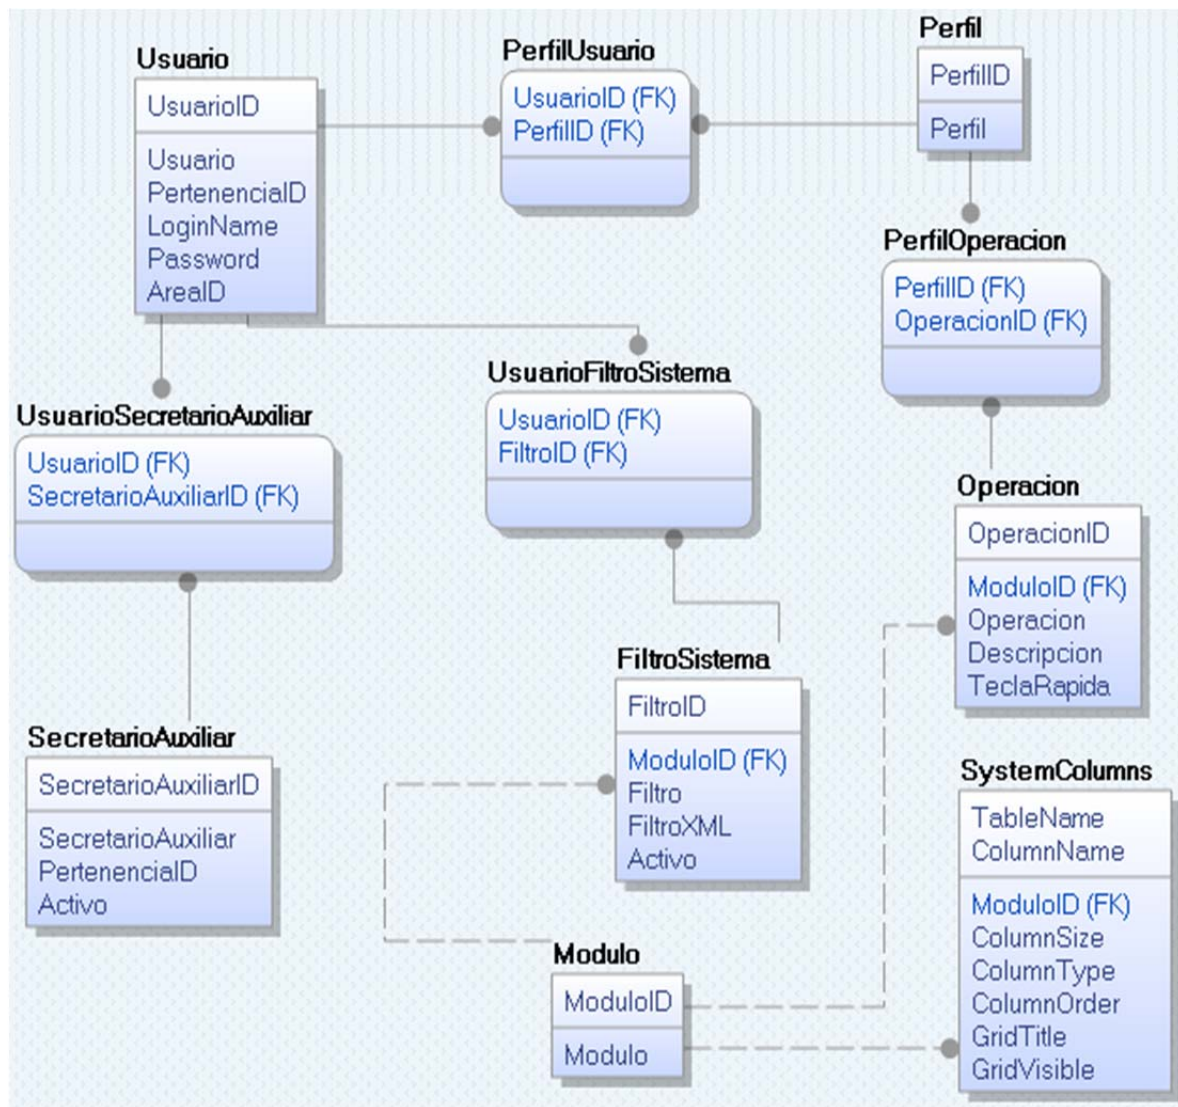 Usuario
UsuarioID
Usuario
PertenenciaID
LoginName
Password
AreaID
PerfilUsuario
UsuarioID (FK)
PerfilID (FK)
Perfil
PerfilID
Perfil
PerfilOperacion
PerfilID (FK)
OperacionID (FK)
UsuarioSecretarioAuxiliar
UsuarioID (FK)
SecretarioAuxiliarID (FK)
UsuarioFiltroSistema
UsuarioID (FK)
FiltroID (FK)
Operacion
OperacionID
ModuloID (FK)
Operacion
Descripcion
TeclaRapida
SecretarioAuxiliar
SecretarioAuxiliarID
SecretarioAuxiliar
PertenenciaID
Activo
FiltroSistema
FiltroID
ModuloID (FK)
Filtro
FiltroXML
Activo
SystemColumns
TableName
ColumnName
ModuloID (FK)
ColumnSize
ColumnType
ColumnOrder
GridTitle
GridVisible
Modulo
ModuloID
Modulo